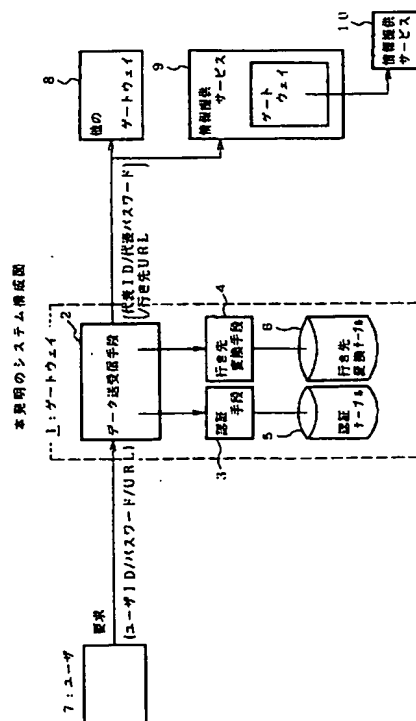 本発明のシステム構成図
1：ゲートウェイ
2
データ送受信手段
7：ユーザ
要求
(ユーザID/パスワード/URL)
認証
手段
3
行き先
変換手段
4
5
認証
テーブル
6
行き先
変換テーブル
(代表ID/代表パスワード
/行き先URL)
8
他の
ゲートウェイ
9
情報提供
サービス
ゲート
ウェイ
10
情報提供
サービス